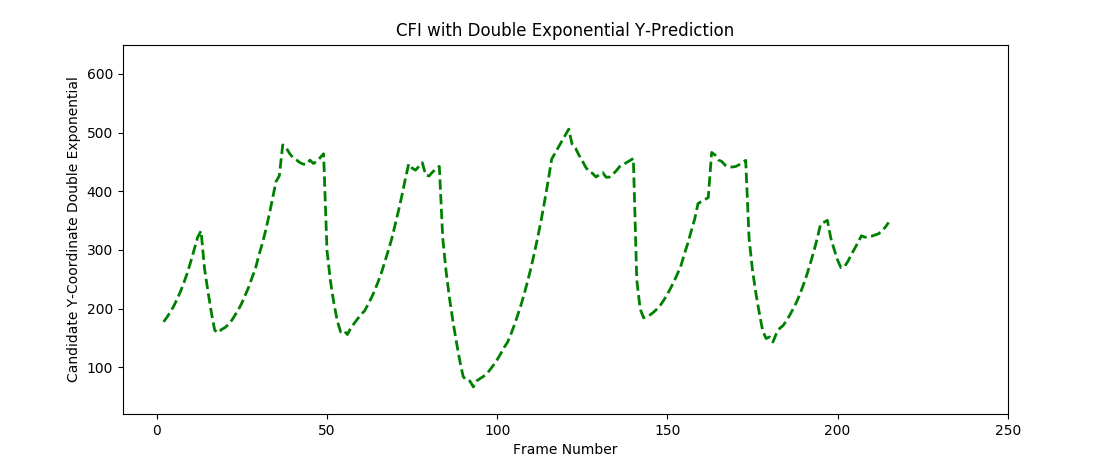 CFI with Double Exponential Y-Prediction
Candidate Y-Coordinate Double Exponential
600
500
400
300
200
100
0 50 100 150 200 250
Frame Number